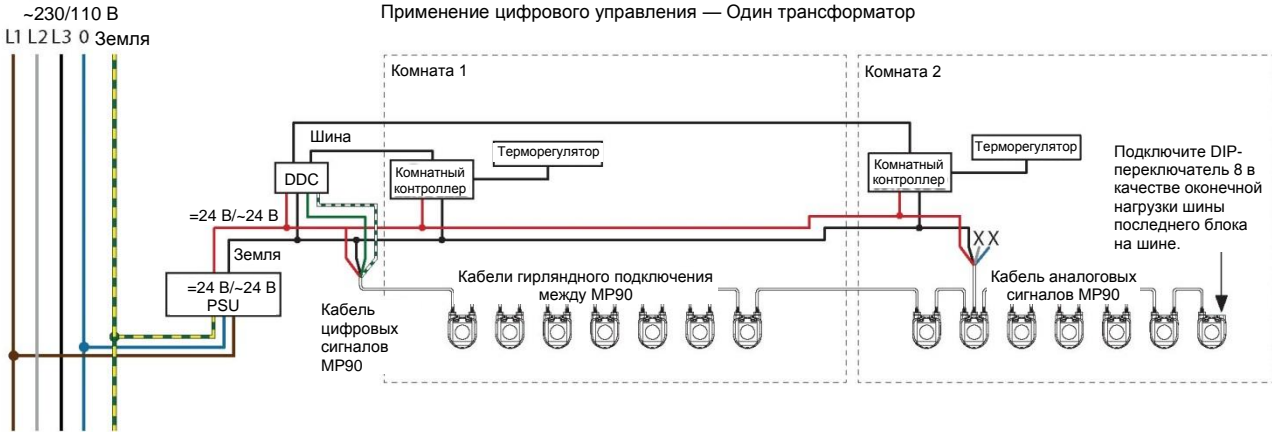 Применение цифрового управления — Один трансформатор
~230/110 В
L1 L2 L3 0 Земля
Комната 1
Комната 2
Шина
DDC
Комнатный
контроллер
Терморегулятор
Комнатный
контроллер
Терморегулятор
Подключите DIP-
переключатель 8 в
качестве оконечной
нагрузки шины
последнего блока
на шине.
=24 В/~24 В
Земля
=24 В/~24 В
PSU
Кабель
цифровых
сигналов
MP90
Кабели гирляндного подключения
между MP90
X X
Кабель аналоговых
сигналов MP90